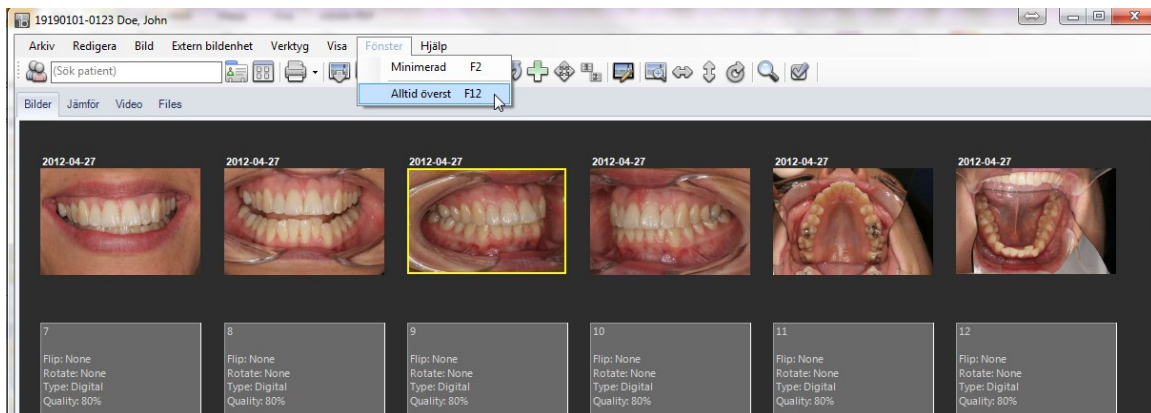 19190101-0123 Doe, John
Arkiv Redigera Bild Extern bildenhet Verktyg Visa Fönster Hjälp
(Sök patient)
Minimerad F2
Alltid överst F12
Bilder Jämför Video Files
2012-04-27 2012-04-27 2012-04-27 2012-04-27 2012-04-27 2012-04-27
7 8 9 10 11 12
Flip: None Flip: None Flip: None Flip: None Flip: None Flip: None
Rotate: None Rotate: None Rotate: None Rotate: None Rotate: None Rotate: None
Type: Digital Type: Digital Type: Digital Type: Digital Type: Digital Type: Digital
Quality: 80% Quality: 80% Quality: 80% Quality: 80% Quality: 80% Quality: 80%